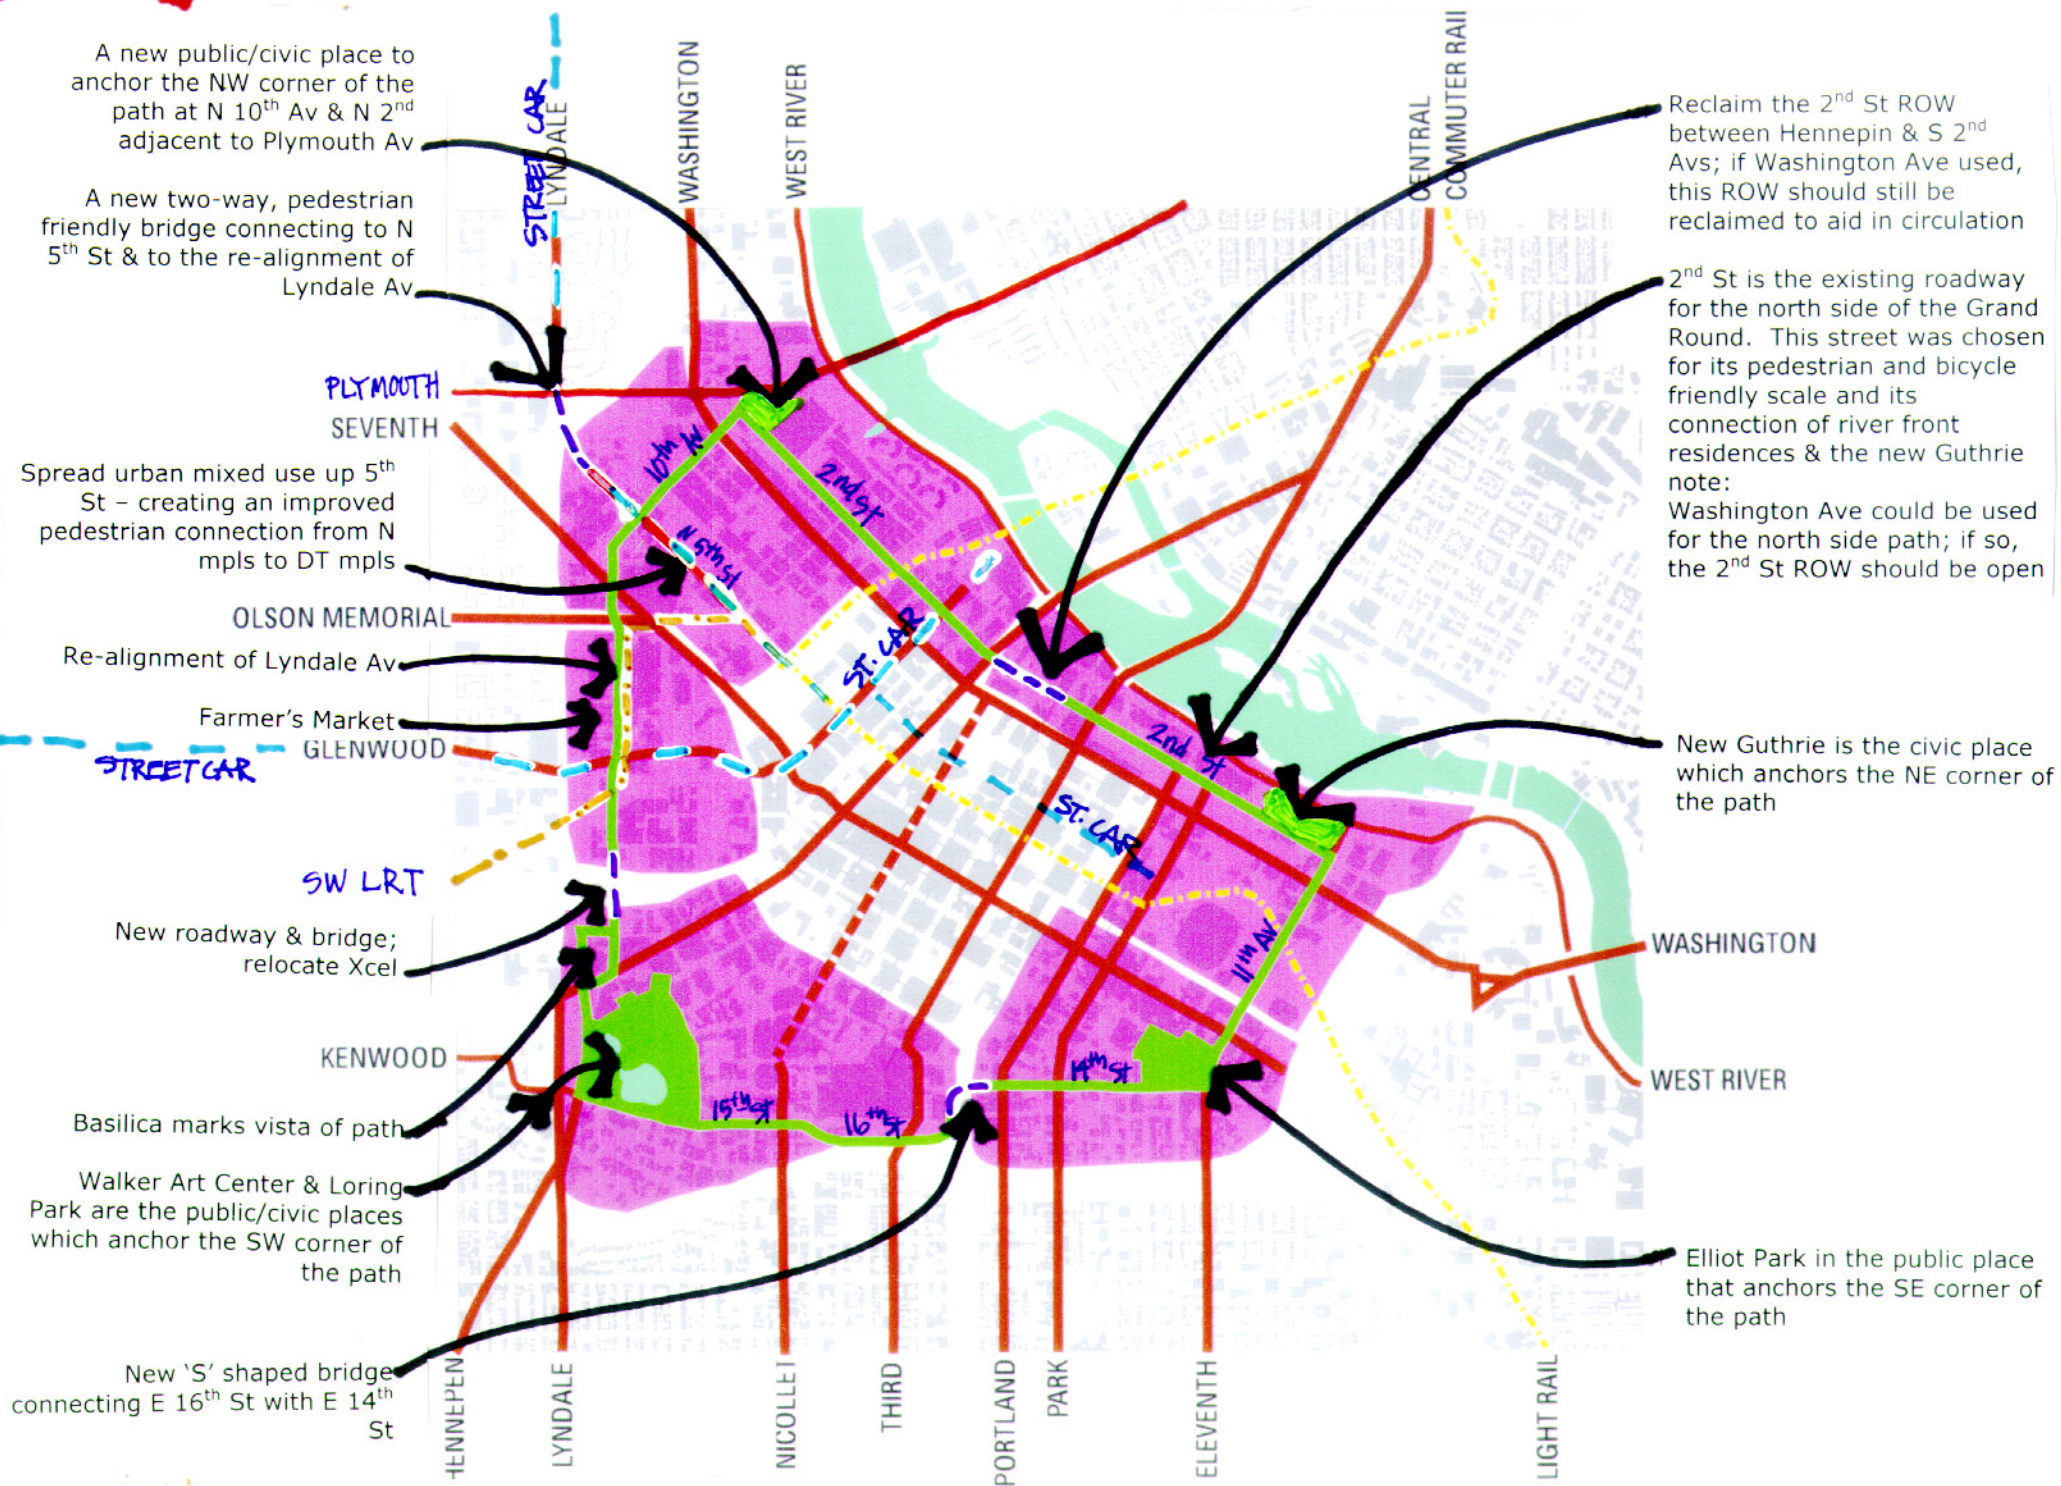 A new public/civic place to
anchor the NW corner of the
path at N 10th Av & N 2nd
adjacent to Plymouth Av
A new two-way, pedestrian
friendly bridge connecting to N
5th St & to the re-alignment of
Lyndale Av
PLYMOUTH
SEVENTH
Spread urban mixed use up 5th
St – creating an improved
pedestrian connection from N
mpls to DT mpls
OLSON MEMORIAL
Re-alignment of Lyndale Av
Farmer's Market
GLENWOOD
STREETCAR
SW LRT
New roadway & bridge;
relocate Xcel
KENWOOD
Basilica marks vista of path
Walker Art Center & Loring
Park are the public/civic places
which anchor the SW corner of
the path
New 'S' shaped bridge
connecting E 16th St with E 14th
St
STREET CAR
LYNDALE
WASHINGTON
WEST RIVER
CENTRAL
COMMUTER RAIL
10th AV
2nd St
N 5th St
ST. CAR
2nd St
ST. CAR
11th AV
14th St
15th St
16th St
Reclaim the 2nd St ROW
between Hennepin & S 2nd
Avs; if Washington Ave used,
this ROW should still be
reclaimed to aid in circulation
2nd St is the existing roadway
for the north side of the Grand
Round. This street was chosen
for its pedestrian and bicycle
friendly scale and its
connection of river front
residences & the new Guthrie
note:
Washington Ave could be used
for the north side path; if so,
the 2nd St ROW should be open
New Guthrie is the civic place
which anchors the NE corner of
the path
WASHINGTON
WEST RIVER
Elliot Park in the public place
that anchors the SE corner of
the path
HENNEPEN
LYNDALE
NICOLLET
THIRD
PORTLAND
PARK
ELEVENTH
LIGHT RAIL